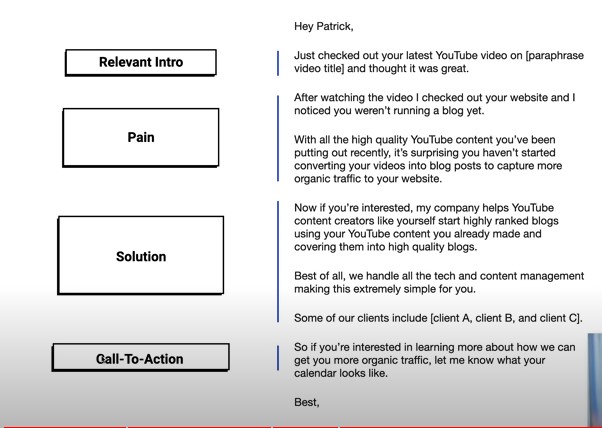 Hey Patrick,
Relevant Intro
Just checked out your latest YouTube video on [paraphrase
video title] and thought it was great.
Pain
After watching the video I checked out your website and I
noticed you weren't running a blog yet.
With all the high quality YouTube content you've been
putting out recently, it's surprising you haven't started
converting your videos into blog posts to capture more
organic traffic to your website.
Solution
Now if you're interested, my company helps YouTube
content creators like yourself start highly ranked blogs
using your YouTube content you already made and
covering them into high quality blogs.
Best of all, we handle all the tech and content management
making this extremely simple for you.
Some of our clients include [client A, client B, and client C].
Call-To-Action
So if you're interested in learning more about how we can
get you more organic traffic, let me know what your
calendar looks like.
Best,